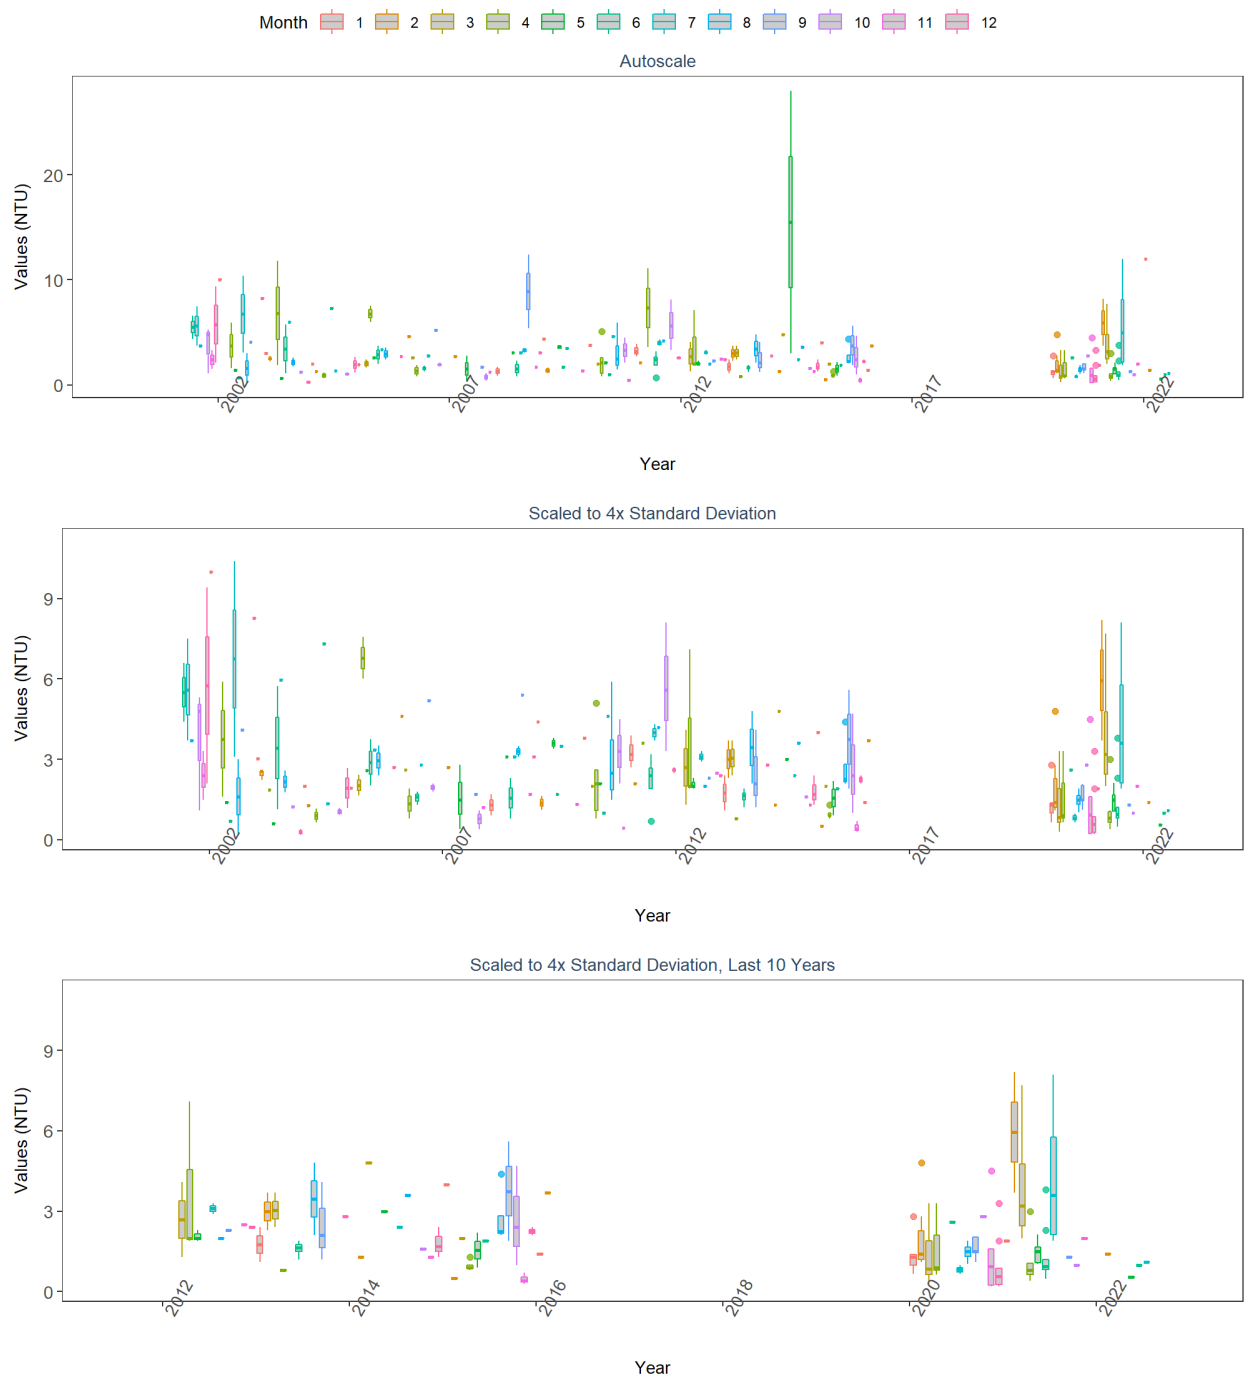 Month 1 2 3 4 5 6 7 8 9 10 11 12
Autoscale
Values (NTU)
20
10
0
2002 2007 2012 2017 2022
Year
Scaled to 4x Standard Deviation
Values (NTU)
9
6
3
0
2002 2007 2012 2017 2022
Year
Scaled to 4x Standard Deviation, Last 10 Years
Values (NTU)
9
6
3
0
2012 2014 2016 2018 2020 2022
Year